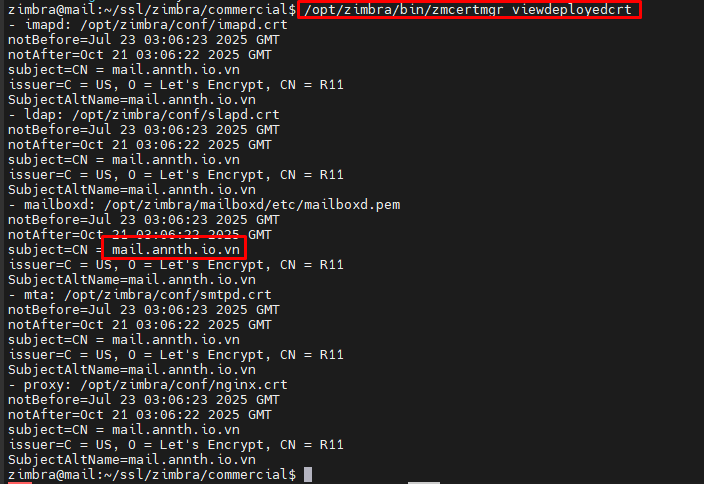 zimbra@mail:~/ssl/zimbra/commercial$ /opt/zimbra/bin/zmcertmgr viewdeployedcrt
- imapd: /opt/zimbra/conf/imapd.crt
notBefore=Jul 23 03:06:23 2025 GMT
notAfter=Oct 21 03:06:22 2025 GMT
subject=CN = mail.annth.io.vn
issuer=C = US, O = Let's Encrypt, CN = R11
SubjectAltName=mail.annth.io.vn
- ldap: /opt/zimbra/conf/slapd.crt
notBefore=Jul 23 03:06:23 2025 GMT
notAfter=Oct 21 03:06:22 2025 GMT
subject=CN = mail.annth.io.vn
issuer=C = US, O = Let's Encrypt, CN = R11
SubjectAltName=mail.annth.io.vn
- mailboxd: /opt/zimbra/mailboxd/etc/mailboxd.pem
notBefore=Jul 23 03:06:23 2025 GMT
notAfter=Oct 21 03:06:22 2025 GMT
subject=CN = mail.annth.io.vn
issuer=C = US, O = Let's Encrypt, CN = R11
SubjectAltName=mail.annth.io.vn
- mta: /opt/zimbra/conf/smtpd.crt
notBefore=Jul 23 03:06:23 2025 GMT
notAfter=Oct 21 03:06:22 2025 GMT
subject=CN = mail.annth.io.vn
issuer=C = US, O = Let's Encrypt, CN = R11
SubjectAltName=mail.annth.io.vn
- proxy: /opt/zimbra/conf/nginx.crt
notBefore=Jul 23 03:06:23 2025 GMT
notAfter=Oct 21 03:06:22 2025 GMT
subject=CN = mail.annth.io.vn
issuer=C = US, O = Let's Encrypt, CN = R11
SubjectAltName=mail.annth.io.vn
zimbra@mail:~/ssl/zimbra/commercial$